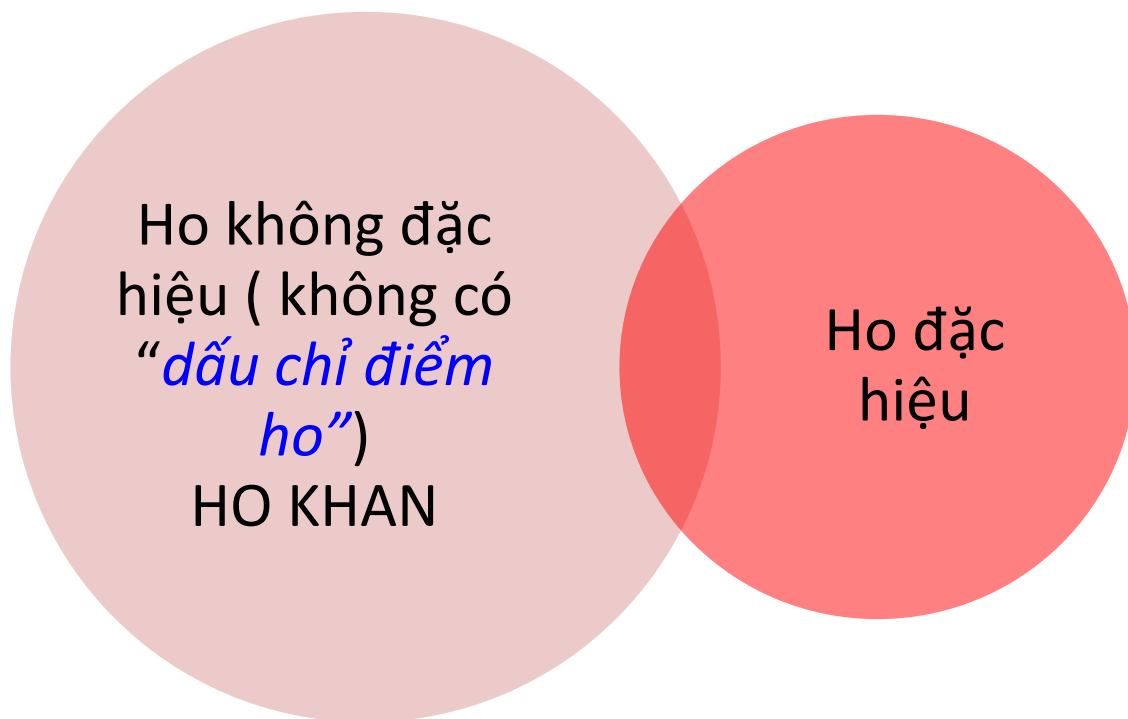 Ho không đặc
hiệu ( không có
“dấu chỉ điểm
ho”)
HO KHAN
Ho đặc
hiệu